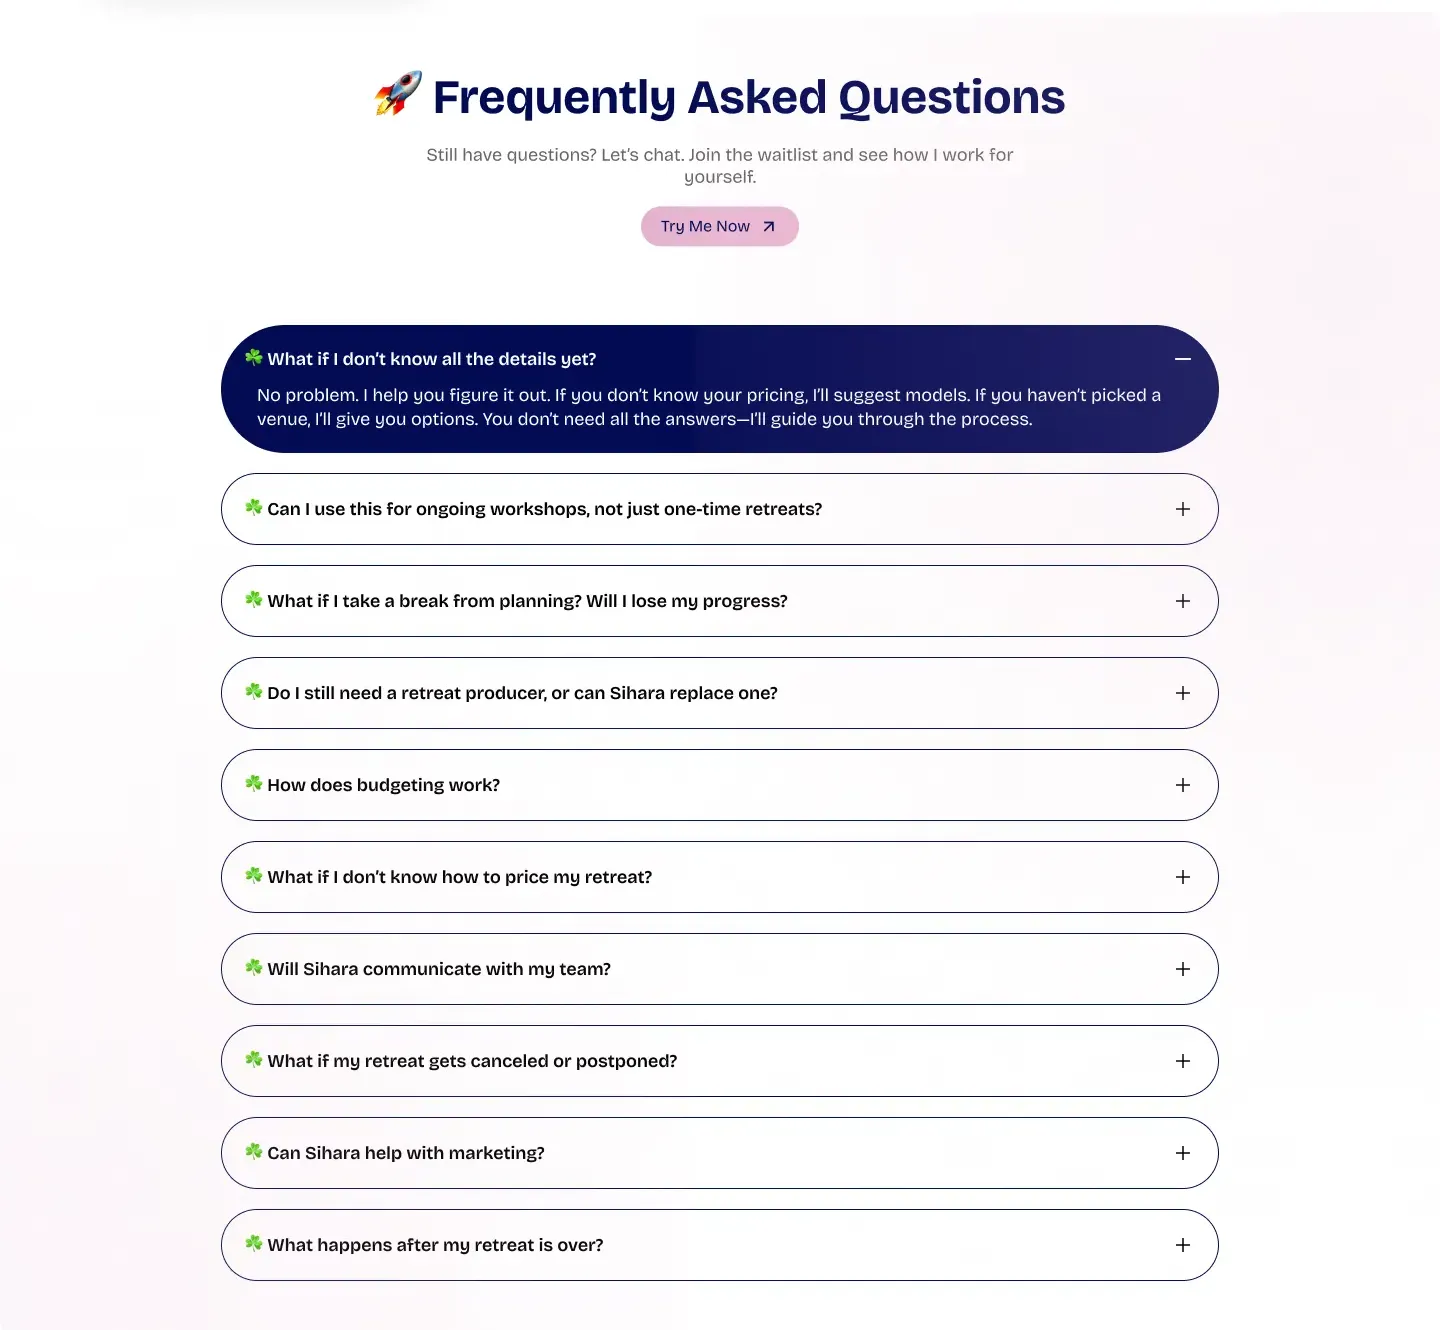 🚀 Frequently Asked Questions
Still have questions? Let’s chat. Join the waitlist and see how I work for
yourself.
Try Me Now
☘️ What if I don’t know all the details yet?
No problem. I help you figure it out. If you don’t know your pricing, I’ll suggest models. If you haven’t picked a
venue, I’ll give you options. You don’t need all the answers—I’ll guide you through the process.
☘️ Can I use this for ongoing workshops, not just one-time retreats?
☘️ What if I take a break from planning? Will I lose my progress?
☘️ Do I still need a retreat producer, or can Sihara replace one?
☘️ How does budgeting work?
☘️ What if I don’t know how to price my retreat?
☘️ Will Sihara communicate with my team?
☘️ What if my retreat gets canceled or postponed?
☘️ Can Sihara help with marketing?
☘️ What happens after my retreat is over?